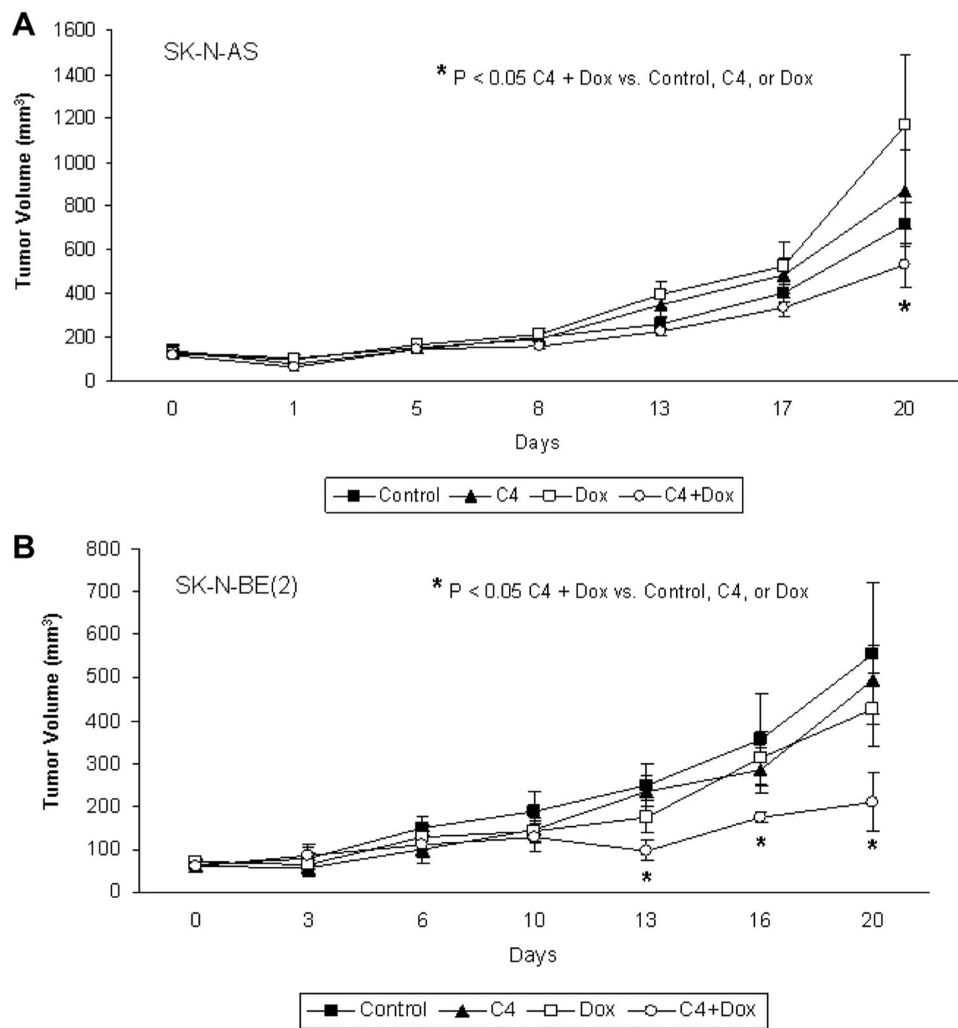 A
SK-N-AS
* P < 0.05 C4 + Dox vs. Control, C4, or Dox
Tumor Volume (mm³)
1600
1400
1200
1000
800
600
400
200
0
*
0 1 5 8 13 17 20
Days
Control C4 Dox C4+Dox
B
SK-N-BE(2)
* P < 0.05 C4 + Dox vs. Control, C4, or Dox
Tumor Volume (mm³)
800
700
600
500
400
300
200
100
0
* * *
0 3 6 10 13 16 20
Days
Control C4 Dox C4+Dox